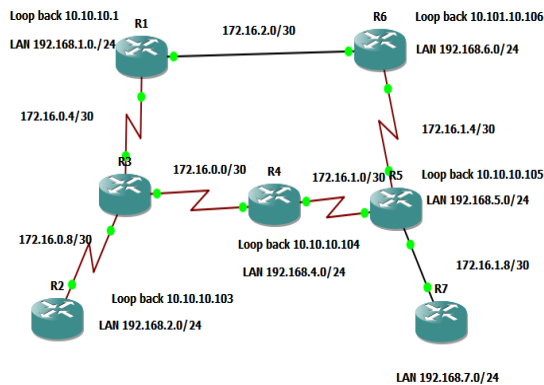 Loop back 10.10.10.1
R1
LAN 192.168.1.0./24
172.16.2.0/30
R6
Loop back 10.101.10.106
LAN 192.168.6.0/24
172.16.0.4/30
172.16.1.4/30
R3
172.16.0.0/30
R4
172.16.1.0/30
R5
Loop back 10.10.10.105
LAN 192.168.5.0/24
172.16.0.8/30
Loop back 10.10.10.104
LAN 192.168.4.0/24
172.16.1.8/30
R2
Loop back 10.10.10.103
LAN 192.168.2.0/24
R7
LAN 192.168.7.0/24